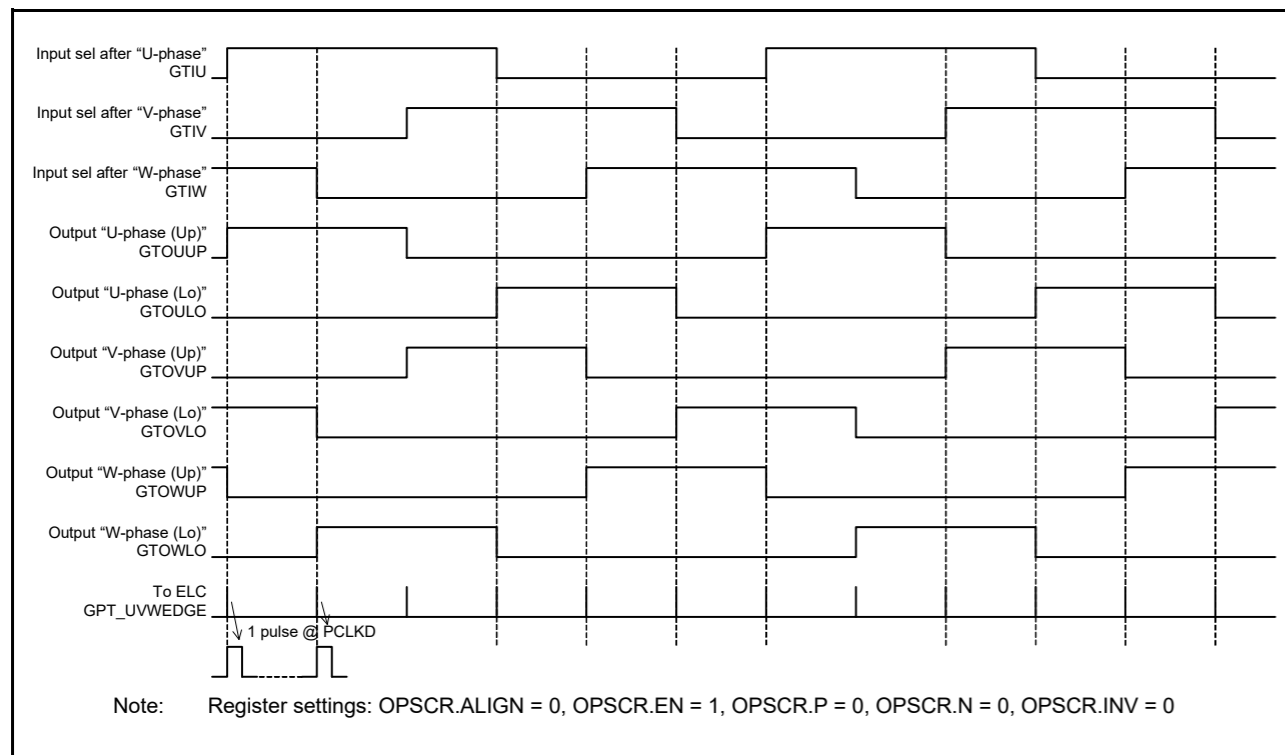 Input sel after “U-phase”
GTIU
Input sel after “V-phase”
GTIV
Input sel after “W-phase”
GTIW
Output “U-phase (Up)”
GTOUUP
Output “U-phase (Lo)”
GTOULO
Output “V-phase (Up)”
GTOVUP
Output “V-phase (Lo)”
GTOVLO
Output “W-phase (Up)”
GTOWUP
Output “W-phase (Lo)”
GTOWLO
To ELC
GPT_UVWEDGE
1 pulse @ PCLKD
Note: Register settings: OPSCR.ALIGN = 0, OPSCR.EN = 1, OPSCR.P = 0, OPSCR.N = 0, OPSCR.INV = 0